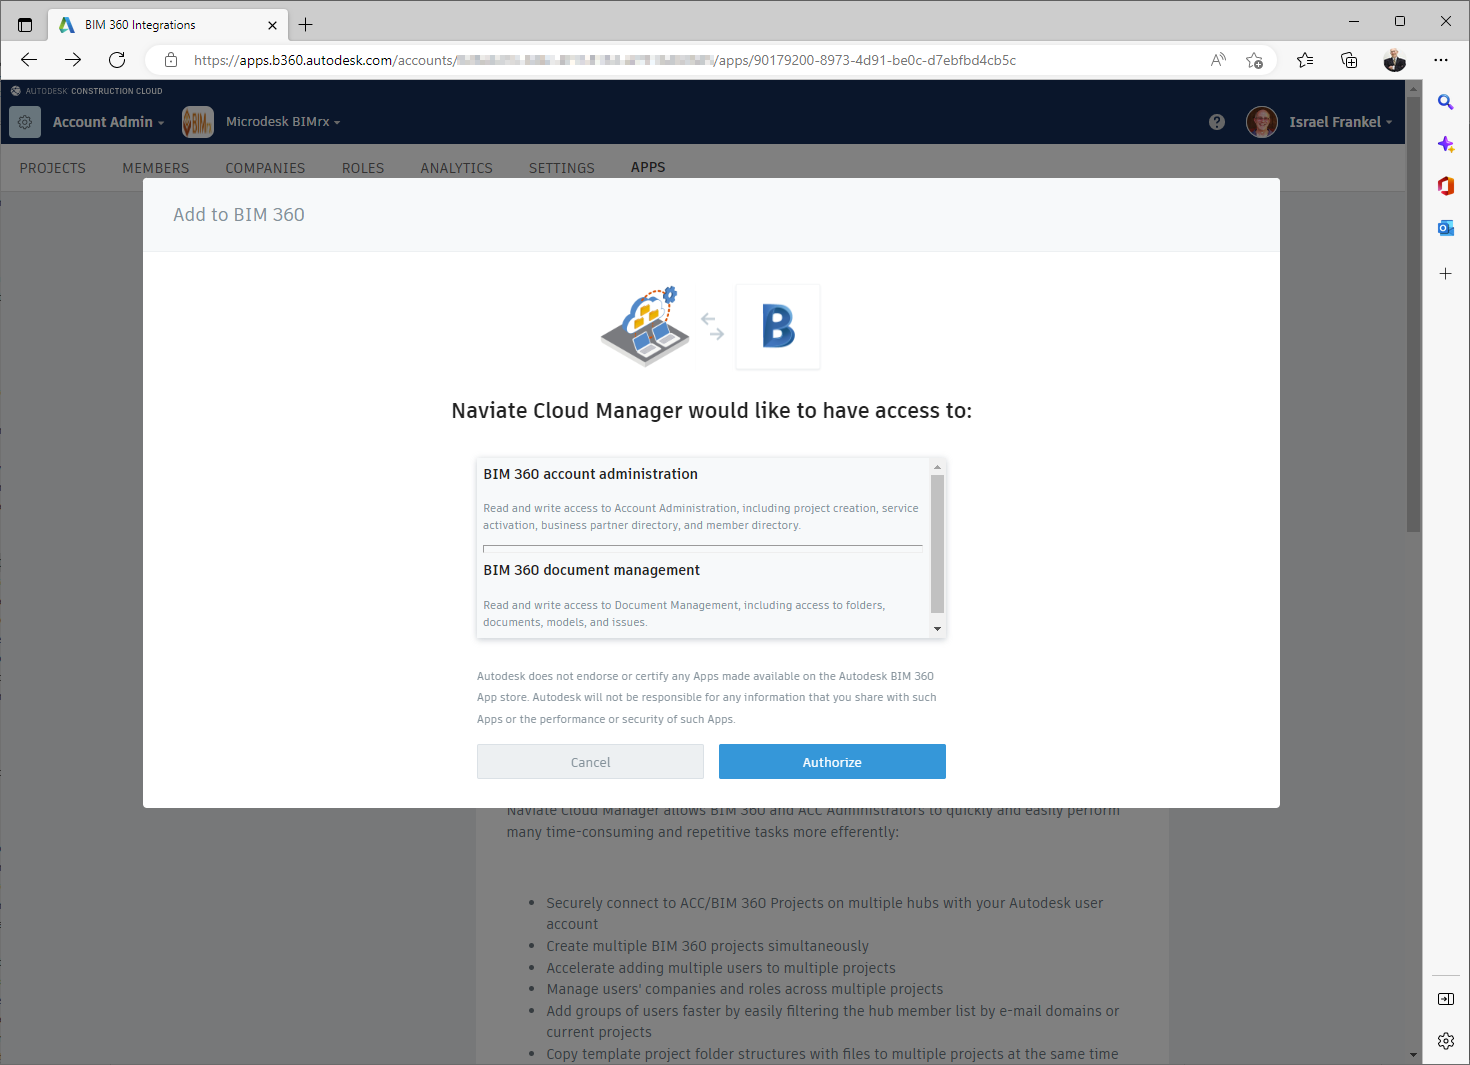 BIM 360 Integrations
https://apps.b360.autodesk.com/accounts/
/apps/90179200-8973-4d91-be0c-d7ebfbd4cb5c
AUTODESK CONSTRUCTION CLOUD
Account Admin
BIMrx
Microdesk BIMrx
Israel Frankel
PROJECTS MEMBERS COMPANIES ROLES ANALYTICS SETTINGS APPS
Add to BIM 360
B
Naviate Cloud Manager would like to have access to:
BIM 360 account administration
Read and write access to Account Administration, including project creation, service
activation, business partner directory, and member directory.
BIM 360 document management
Read and write access to Document Management, including access to folders,
documents, models, and issues.
Autodesk does not endorse or certify any Apps made available on the Autodesk BIM 360
App store. Autodesk will not be responsible for any information that you share with such
Apps or the performance or security of such Apps.
Cancel
Authorize
Naviate Cloud Manager allows BIM 360 and ACC Administrators to quickly and easily perform
many time-consuming and repetitive tasks more efferently:
• Securely connect to ACC/BIM 360 Projects on multiple hubs with your Autodesk user
account
• Create multiple BIM 360 projects simultaneously
• Accelerate adding multiple users to multiple projects
• Manage users' companies and roles across multiple projects
• Add groups of users faster by easily filtering the hub member list by e-mail domains or
current projects
• Copy template project folder structures with files to multiple projects at the same time